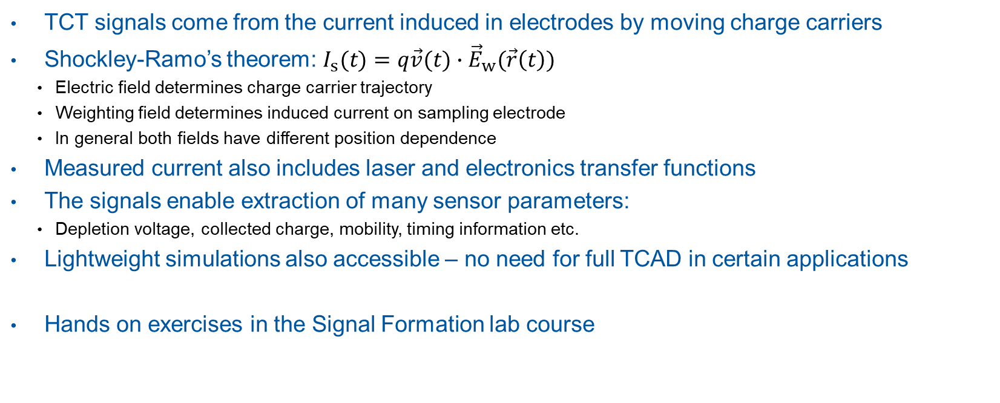 • TCT signals come from the current induced in electrodes by moving charge carriers
• Shockley-Ramo's theorem: $I_{\mathrm{s}}(t) = q\vec{v}(t) \cdot \vec{E}_{\mathrm{w}}(\vec{r}(t))$
• Electric field determines charge carrier trajectory
• Weighting field determines induced current on sampling electrode
• In general both fields have different position dependence
• Measured current also includes laser and electronics transfer functions
• The signals enable extraction of many sensor parameters:
• Depletion voltage, collected charge, mobility, timing information etc.
• Lightweight simulations also accessible – no need for full TCAD in certain applications
• Hands on exercises in the Signal Formation lab course